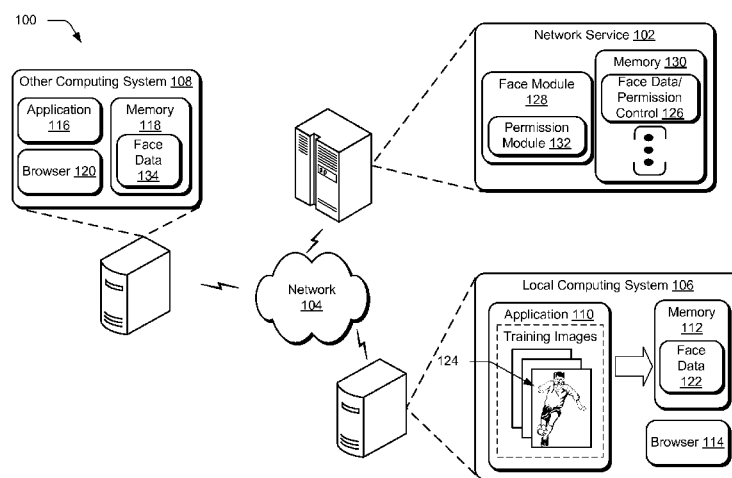 100
Other Computing System 108
Application
116
Browser 120
Memory
118
Face
Data
134
Network Service 102
Face Module
128
Permission
Module 132
Memory 130
Face Data/
Permission
Control 126
Network
104
Local Computing System 106
Application 110
Training Images
124
Memory
112
Face
Data
122
Browser 114